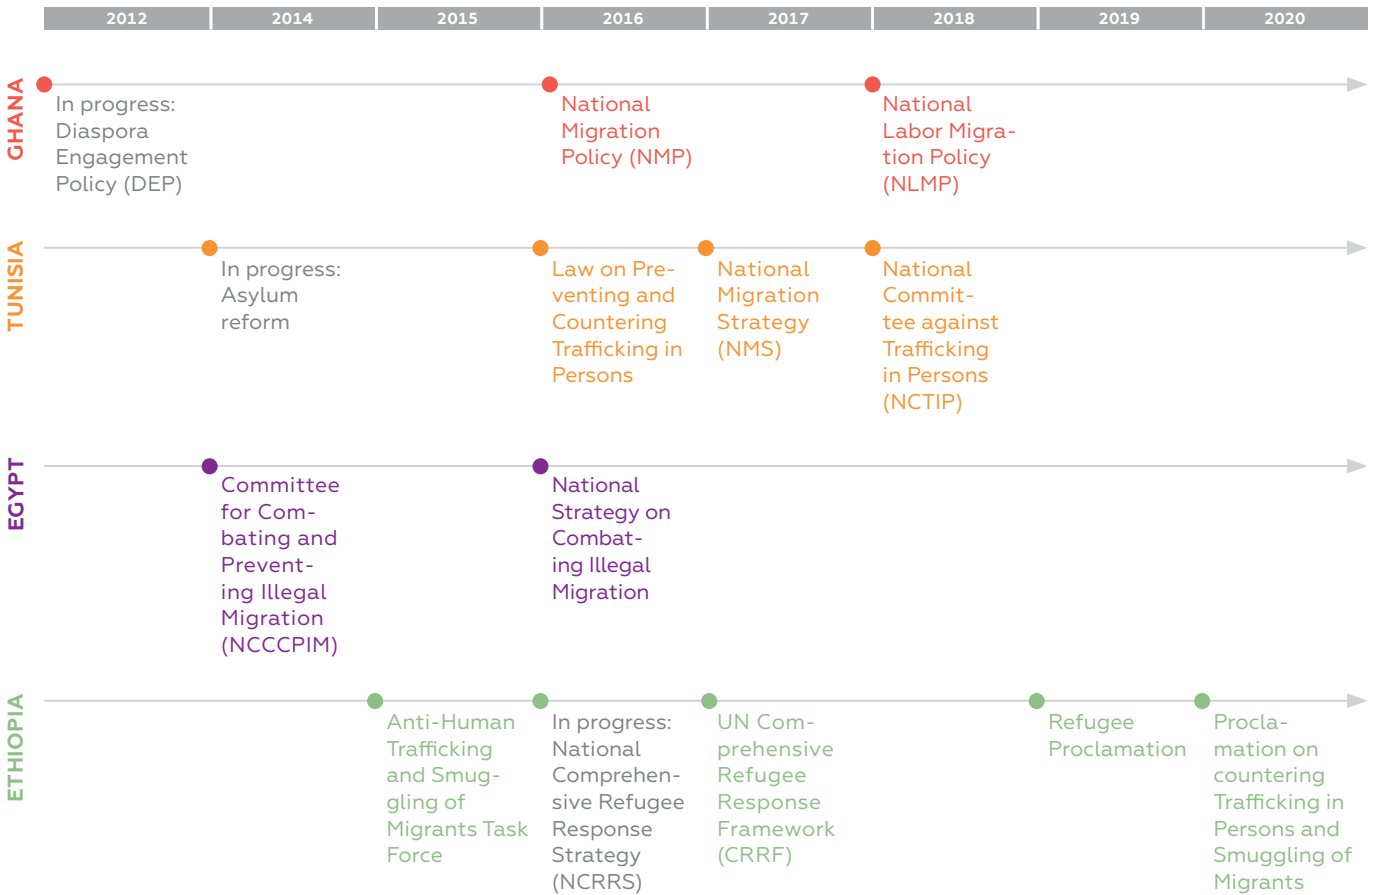 2012
2014
2015
2016
2017
2018
2019
2020
GHANA
In progress:
Diaspora
Engagement
Policy (DEP)
National
Migration
Policy (NMP)
National
Labor Migra-
tion Policy
(NLMP)
TUNISIA
In progress:
Asylum
reform
Law on Pre-
venting and
Countering
Trafficking in
Persons
National
Migration
Strategy
(NMS)
National
Commit-
tee against
Trafficking
in Persons
(NCTIP)
EGYPT
Committee
for Com-
bating and
Prevent-
ing Illegal
Migration
(NCCCPIM)
National
Strategy on
Combat-
ing Illegal
Migration
ETHIOPIA
Anti-Human
Trafficking
and Smug-
gling of
Migrants Task
Force
In progress:
National
Comprehen-
sive Refugee
Response
Strategy
(NCRRS)
UN Com-
prehensive
Refugee
Response
Framework
(CRRF)
Refugee
Proclamation
Procla-
mation on
countering
Trafficking in
Persons and
Smuggling of
Migrants